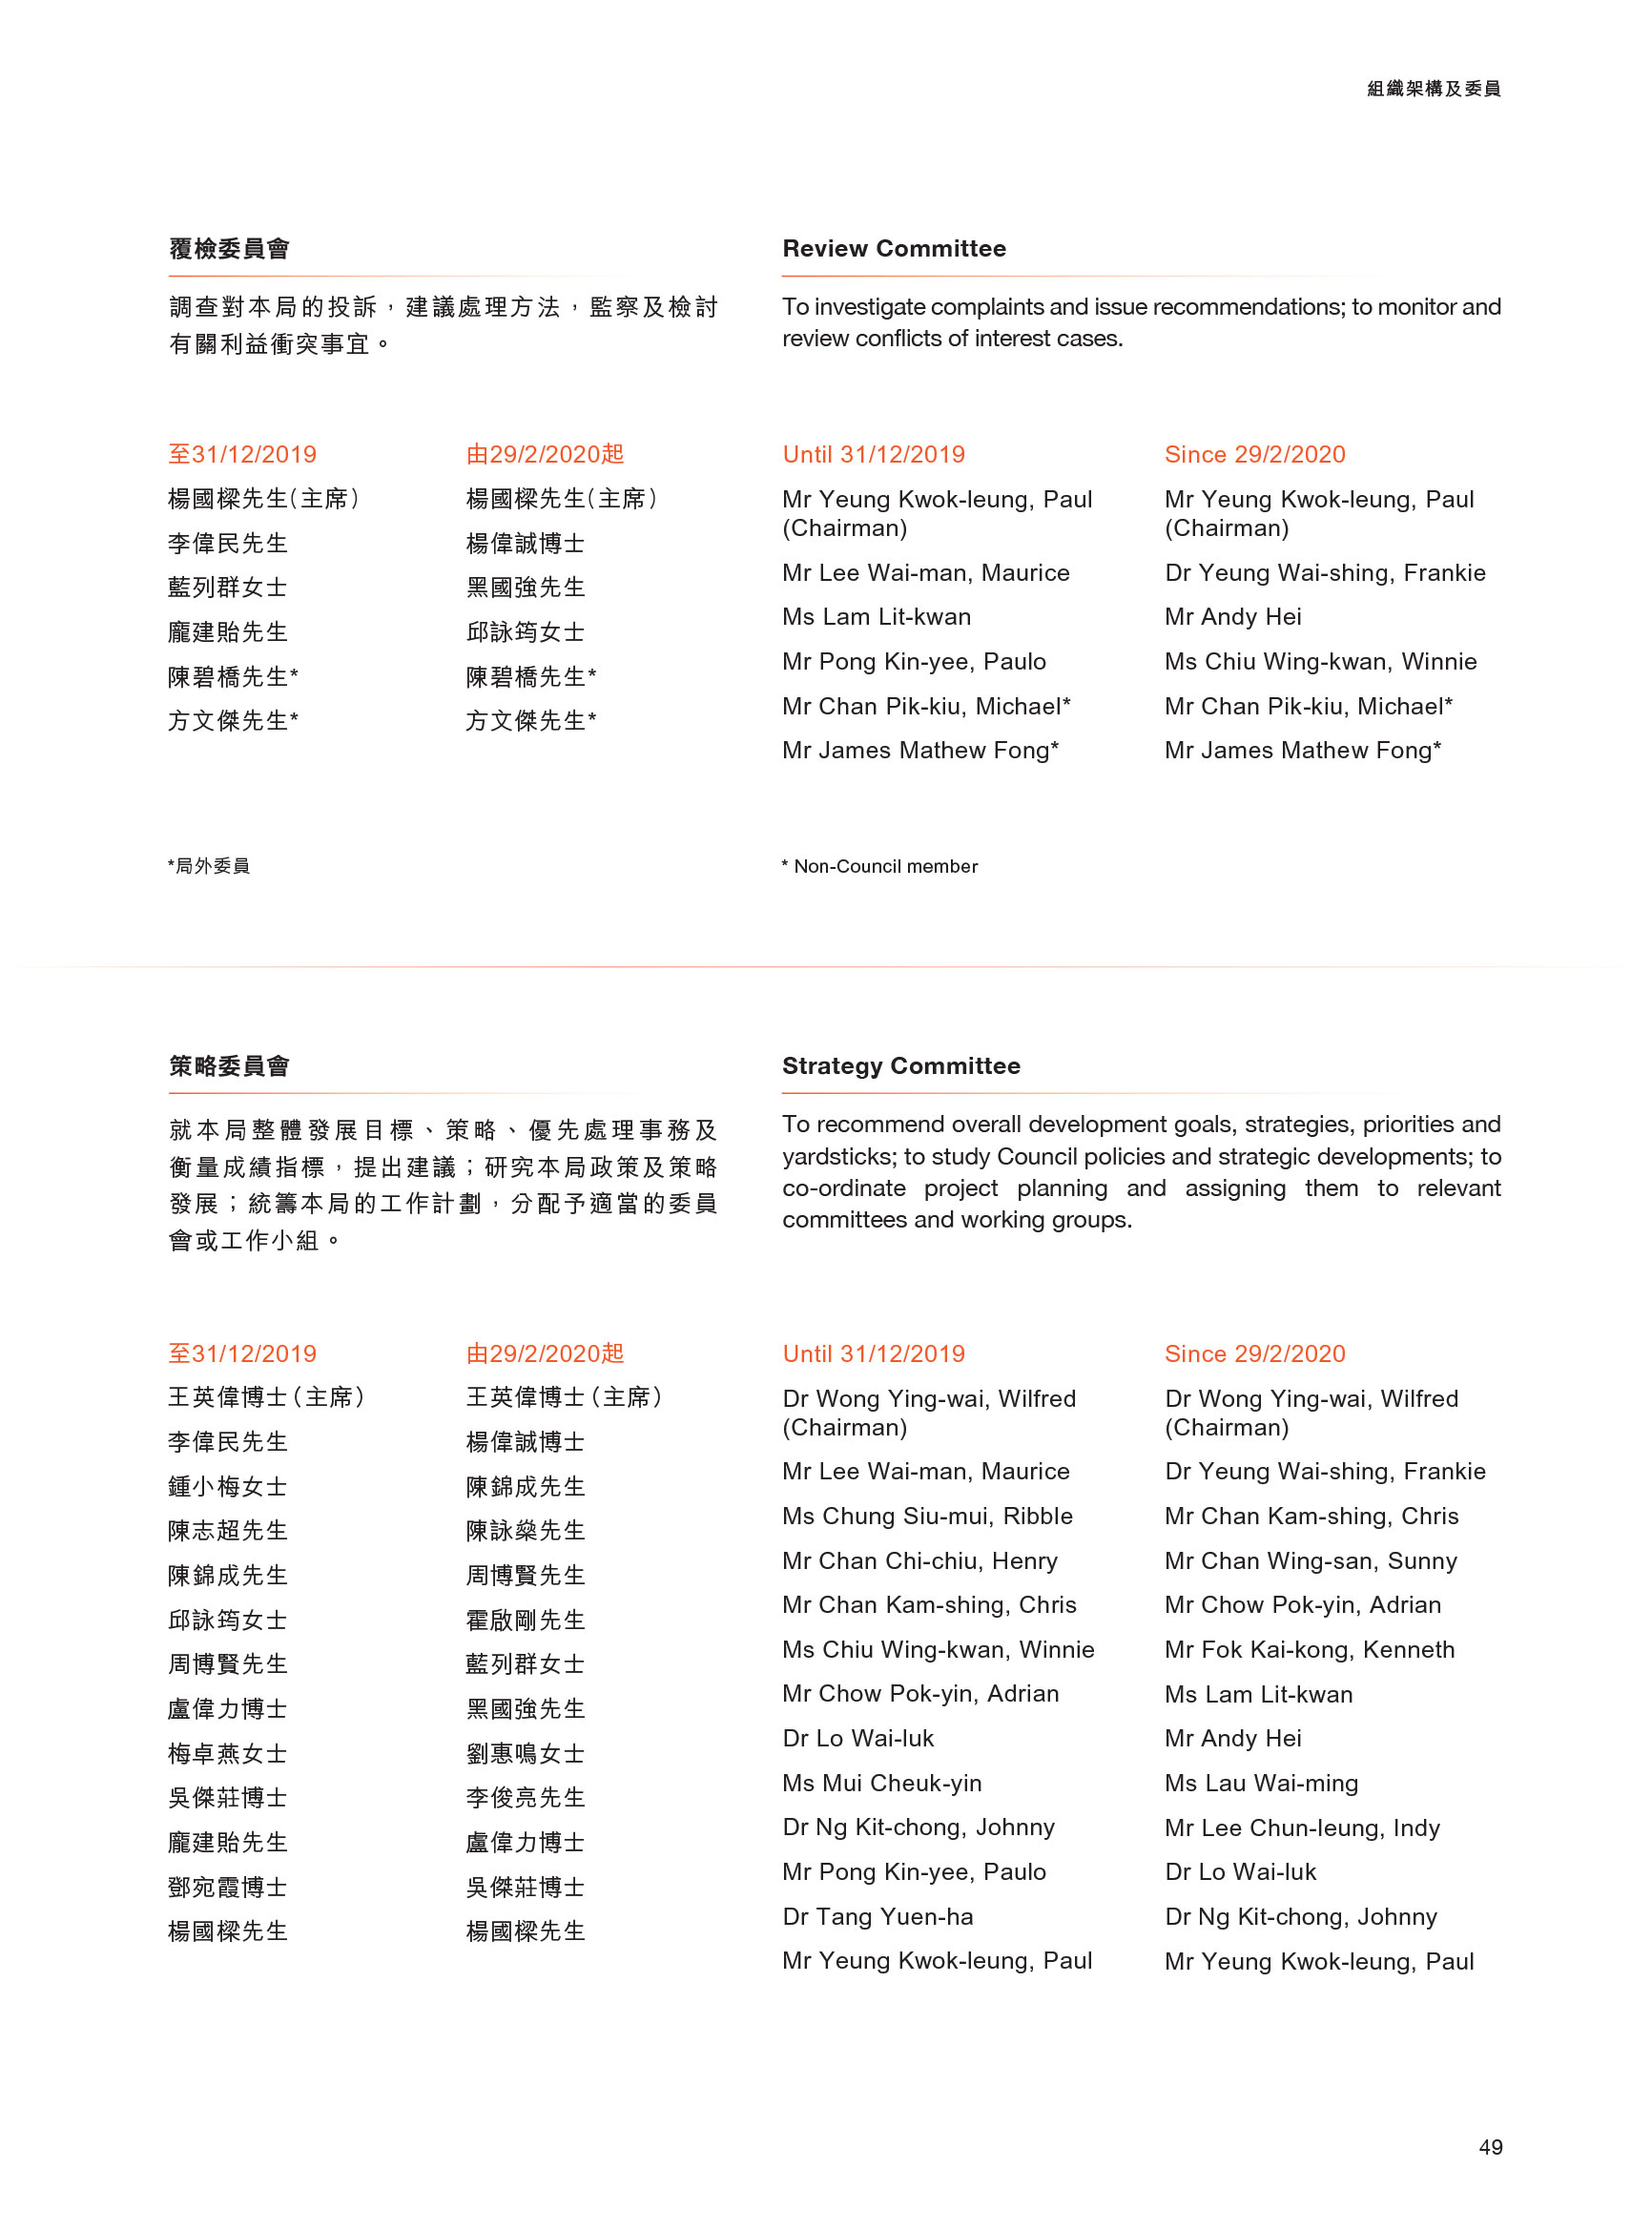 組織架構及委員
覆檢委員會
調查對本局的投訴，建議處理方法，監察及檢討
有關利益衝突事宜。
至31/12/2019
楊國樑先生(主席)
李偉民先生
藍列群女士
龐建貽先生
陳碧橋先生*
方文傑先生*
由29/2/2020起
楊國樑先生(主席)
楊偉誠博士
黑國強先生
邱詠筠女士
陳碧橋先生*
方文傑先生*
*局外委員
Review Committee
To investigate complaints and issue recommendations; to monitor and
review conflicts of interest cases.
Until 31/12/2019
Mr Yeung Kwok-leung, Paul
(Chairman)
Mr Lee Wai-man, Maurice
Ms Lam Lit-kwan
Mr Pong Kin-yee, Paulo
Mr Chan Pik-kiu, Michael*
Mr James Mathew Fong*
Since 29/2/2020
Mr Yeung Kwok-leung, Paul
(Chairman)
Dr Yeung Wai-shing, Frankie
Mr Andy Hei
Ms Chiu Wing-kwan, Winnie
Mr Chan Pik-kiu, Michael*
Mr James Mathew Fong*
* Non-Council member
策略委員會
就本局整體發展目標、策略、優先處理事務及
衡量成績指標，提出建議；研究本局政策及策略
發展；統籌本局的工作計劃，分配予適當的委員
會或工作小組。
至31/12/2019
王英偉博士(主席)
李偉民先生
鍾小梅女士
陳志超先生
陳錦成先生
邱詠筠女士
周博賢先生
盧偉力博士
梅卓燕女士
吳傑莊博士
龐建貽先生
鄧宛霞博士
楊國樑先生
由29/2/2020起
王英偉博士(主席)
楊偉誠博士
陳錦成先生
陳詠燊先生
周博賢先生
霍啟剛先生
藍列群女士
黑國強先生
劉惠鳴女士
李俊亮先生
盧偉力博士
吳傑莊博士
楊國樑先生
Strategy Committee
To recommend overall development goals, strategies, priorities and
yardsticks; to study Council policies and strategic developments; to
co-ordinate project planning and assigning them to relevant
committees and working groups.
Until 31/12/2019
Dr Wong Ying-wai, Wilfred
(Chairman)
Mr Lee Wai-man, Maurice
Ms Chung Siu-mui, Ribble
Mr Chan Chi-chiu, Henry
Mr Chan Kam-shing, Chris
Ms Chiu Wing-kwan, Winnie
Mr Chow Pok-yin, Adrian
Dr Lo Wai-luk
Ms Mui Cheuk-yin
Dr Ng Kit-chong, Johnny
Mr Pong Kin-yee, Paulo
Dr Tang Yuen-ha
Mr Yeung Kwok-leung, Paul
Since 29/2/2020
Dr Wong Ying-wai, Wilfred
(Chairman)
Dr Yeung Wai-shing, Frankie
Mr Chan Kam-shing, Chris
Mr Chan Wing-san, Sunny
Mr Chow Pok-yin, Adrian
Mr Fok Kai-kong, Kenneth
Ms Lam Lit-kwan
Mr Andy Hei
Ms Lau Wai-ming
Mr Lee Chun-leung, Indy
Dr Lo Wai-luk
Dr Ng Kit-chong, Johnny
Mr Yeung Kwok-leung, Paul
49